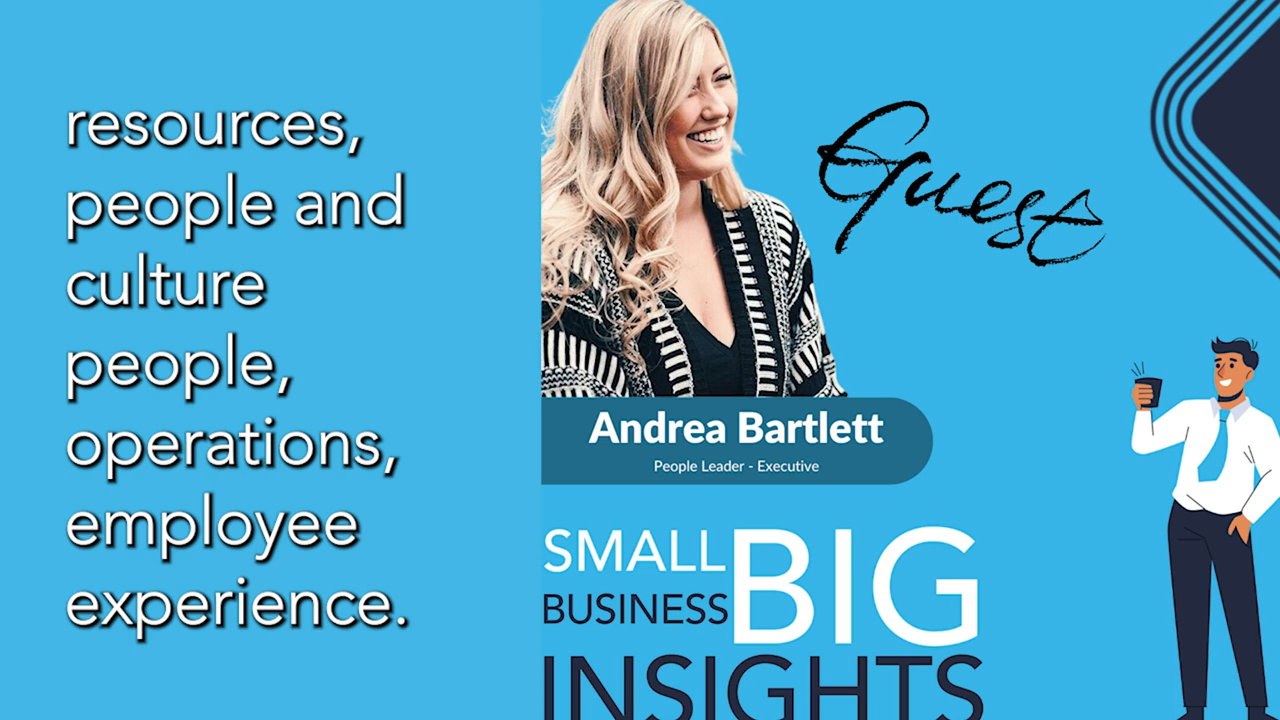 resources,
people and
culture
people,
operations,
employee
experience.
Guest
Andrea Bartlett
People Leader - Executive
SMALL
BUSINESS
BIG
INSIGHTS